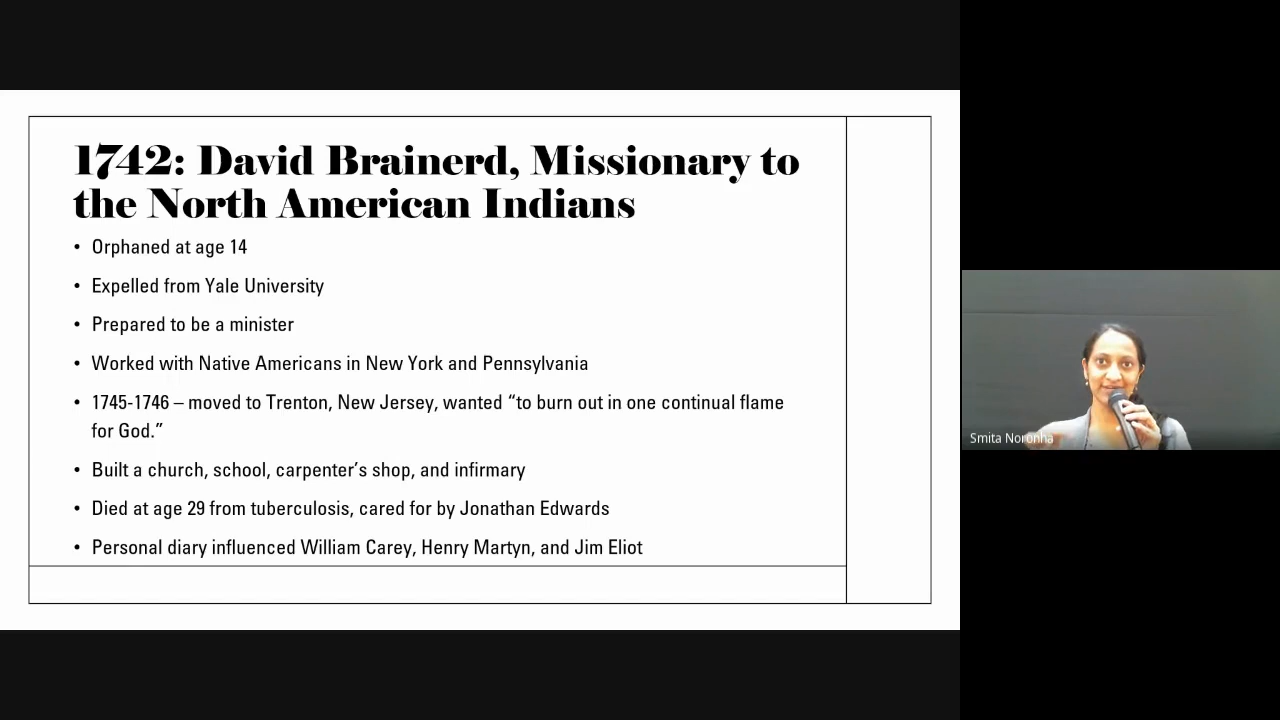 1742: David Brainerd, Missionary to
the North American Indians
• Orphaned at age 14
• Expelled from Yale University
• Prepared to be a minister
• Worked with Native Americans in New York and Pennsylvania
• 1745-1746 – moved to Trenton, New Jersey, wanted “to burn out in one continual flame
for God.”
• Built a church, school, carpenter’s shop, and infirmary
• Died at age 29 from tuberculosis, cared for by Jonathan Edwards
• Personal diary influenced William Carey, Henry Martyn, and Jim Eliot
Smita Noronha